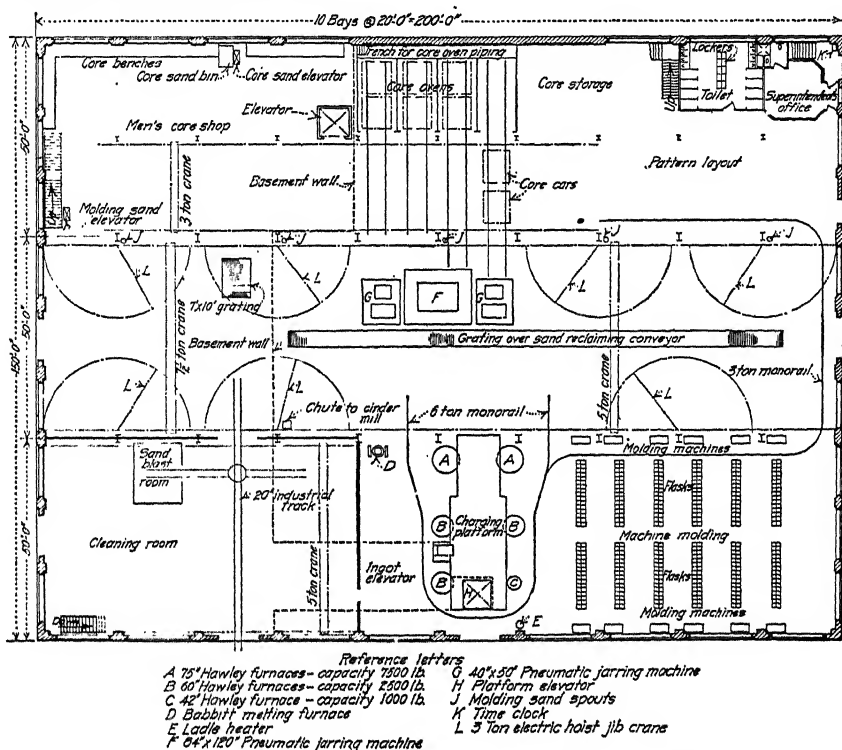 10 Bays @ 20'-0"=200'-0"
Core benches
Core sand bin
Core sand elevator
Trench for core oven piping
Core ovens
Core storage
Lockers
K
Toilet
Superintendent's
office
Up
Elevator
Men's core shop
50'-0"
3 ton crane
Basement wall
Core cars
Pattern layout
Molding sand
elevator
Up
J
J
J
J
J
L
L
L
L
7'x10' grating
G
F
G
150'-0"
50'-0"
7½ ton crane
Basement wall
Grating over sand reclaiming conveyor
5 ton crane
3 ton monorail
L
L
L
Chute to cinder
mill
6 ton monorail
Sand
blast
room
D
A
A
Molding machines
20" industrial
track
Flasks
B
Charging
platform
B
Cleaning room
Machine molding
50'-0"
5 ton crane
Ingot
elevator
B
H
C
Flasks
Dn
E
Molding machines
Reference letters
A 75" Hawley furnaces - capacity 7500 lb.
B 60" Hawley furnaces - capacity 2500 lb.
C 42" Hawley furnace - capacity 1000 lb.
D Babbitt melting furnace
E Ladle heater
F 84"x120" Pneumatic jarring machine
G 40"x50" Pneumatic jarring machine
H Platform elevator
J Molding sand spouts
K Time clock
L 3 Ton electric hoist jib crane